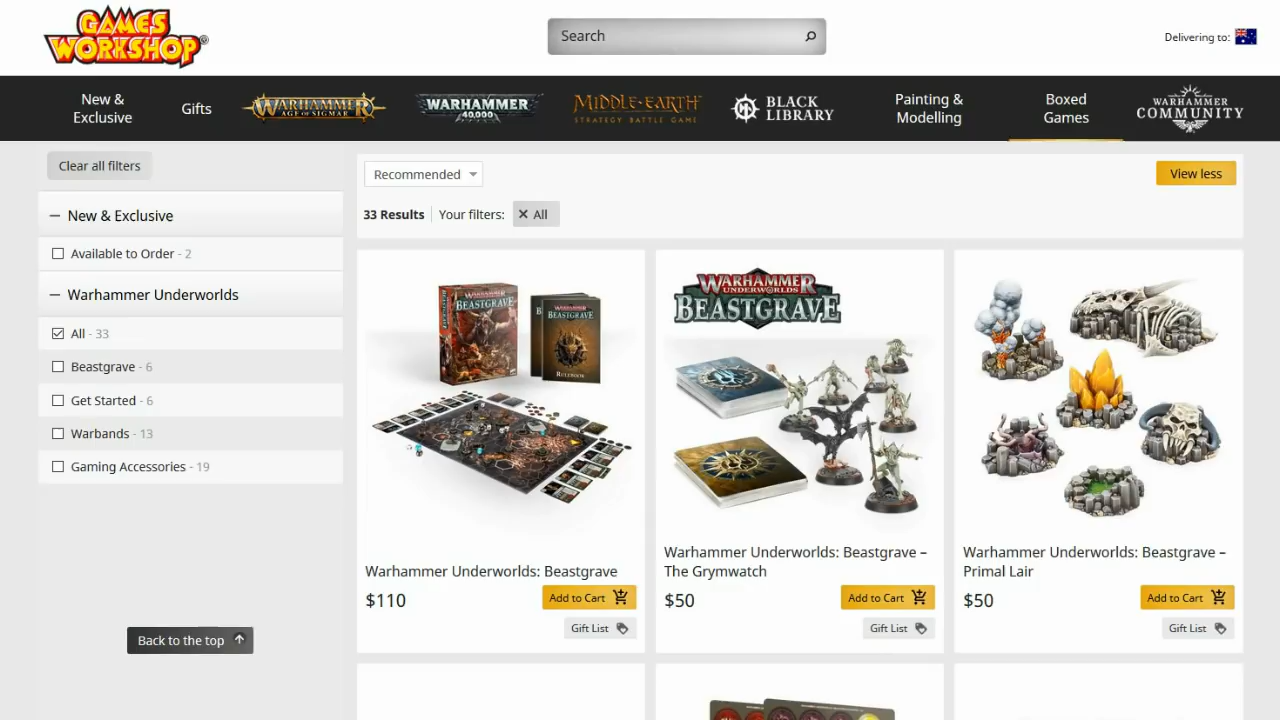 GAMES
WORKSHOP®
Search
Delivering to:
New &
Exclusive
Gifts
WARHAMMER
AGE OF SIGMAR
WARHAMMER
40,000
MIDDLE-EARTH
STRATEGY BATTLE GAME
BLACK
LIBRARY
Painting &
Modelling
Boxed
Games
WARHAMMER
COMMUNITY
Clear all filters
New & Exclusive
Available to Order - 2
Warhammer Underworlds
All - 33
Beastgrave - 6
Get Started - 6
Warbands - 13
Gaming Accessories - 19
Back to the top
Recommended
View less
33 Results
Your filters:
All
WARHAMMER
BEASTGRAVE
WARHAMMER
BEASTGRAVE
RULEBOOK
Warhammer Underworlds: Beastgrave
$110
Add to Cart
Gift List
WARHAMMER
UNDERWORLDS
BEASTGRAVE
Warhammer Underworlds: Beastgrave –
The Grymwatch
$50
Add to Cart
Gift List
Warhammer Underworlds: Beastgrave –
Primal Lair
$50
Add to Cart
Gift List